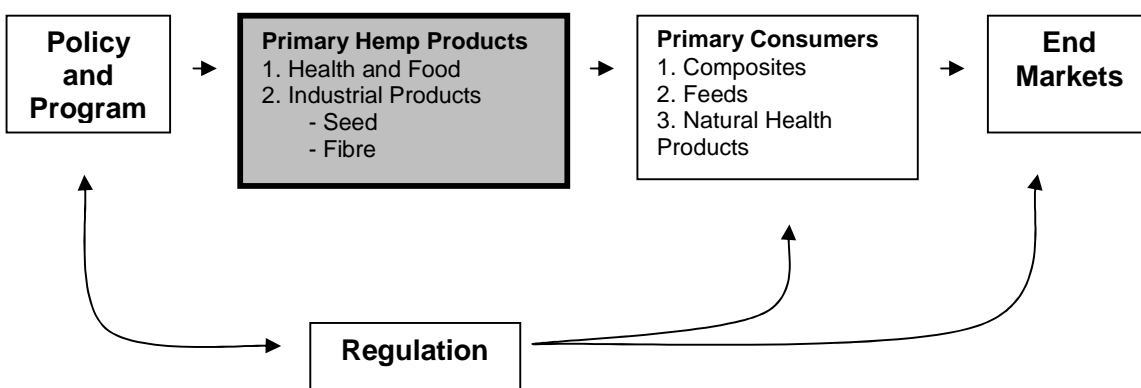 Policy
and
Program
Primary Hemp Products
1. Health and Food
2. Industrial Products
- Seed
- Fibre
Primary Consumers
1. Composites
2. Feeds
3. Natural Health
Products
End
Markets
Regulation